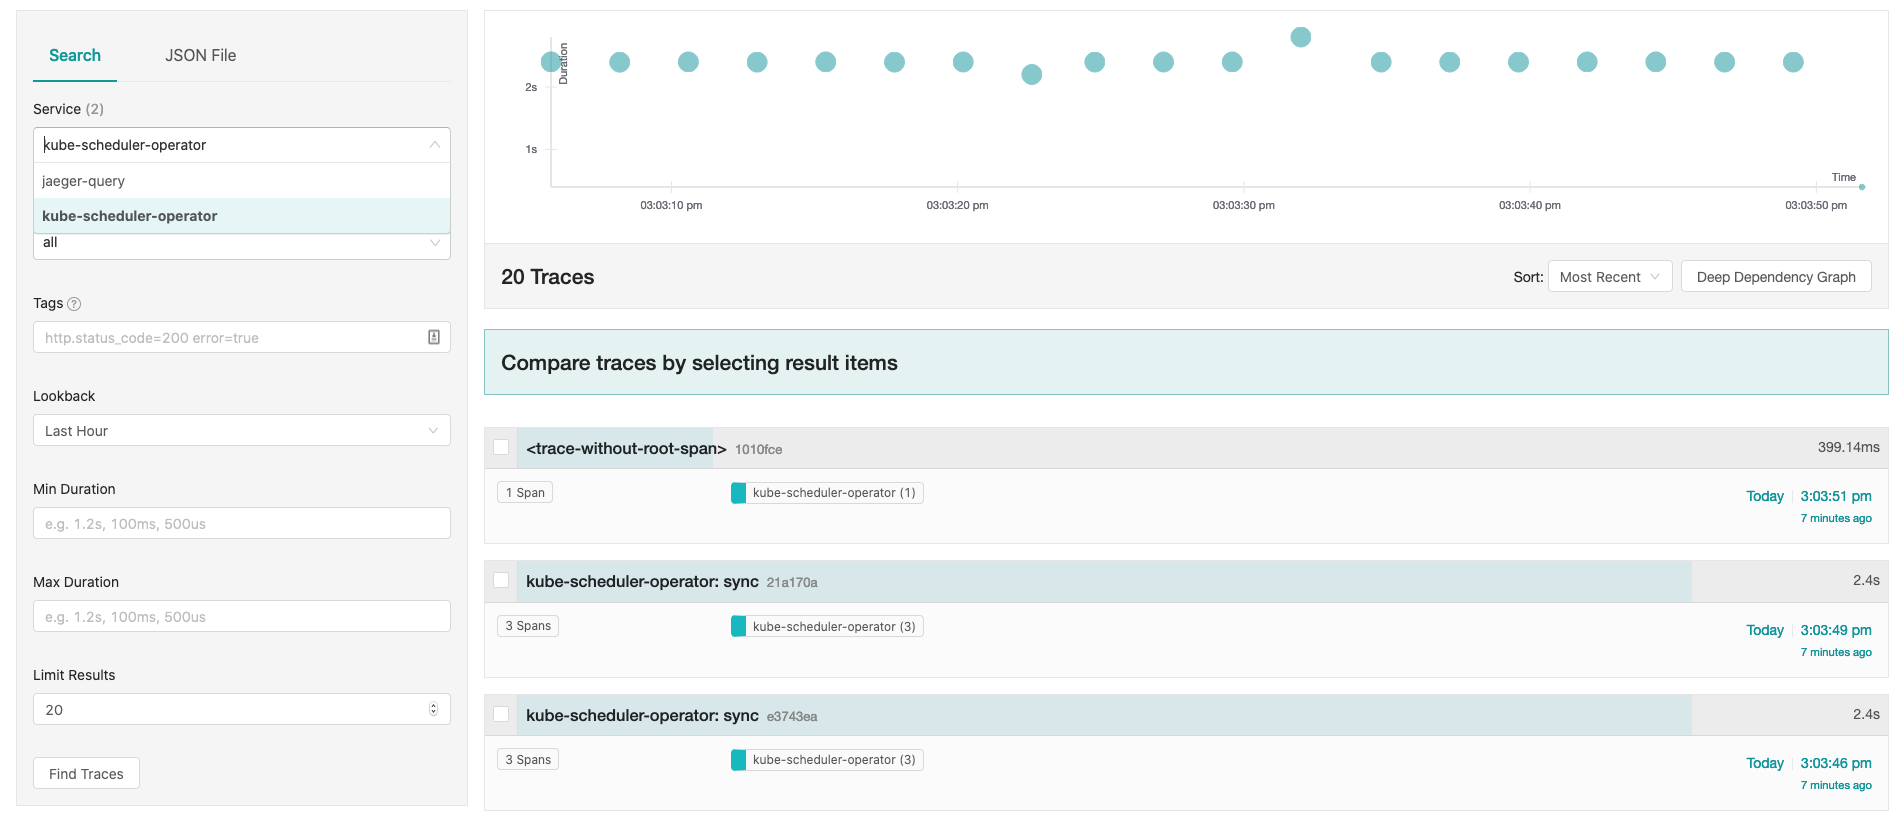 Search JSON File
Service (2)
kube-scheduler-operator
jaeger-query
kube-scheduler-operator
all
Tags ?
http.status_code=200 error=true
Lookback
Last Hour
Min Duration
e.g. 1.2s, 100ms, 500us
Max Duration
e.g. 1.2s, 100ms, 500us
Limit Results
20
Find Traces
Duration
2s
1s
Time
03:03:10 pm 03:03:20 pm 03:03:30 pm 03:03:40 pm 03:03:50 pm
20 Traces Sort: Most Recent Deep Dependency Graph
Compare traces by selecting result items
<trace-without-root-span> 1010fce 399.14ms
1 Span kube-scheduler-operator (1) Today 3:03:51 pm
7 minutes ago
kube-scheduler-operator: sync 21a170a 2.4s
3 Spans kube-scheduler-operator (3) Today 3:03:49 pm
7 minutes ago
kube-scheduler-operator: sync e3743ea 2.4s
3 Spans kube-scheduler-operator (3) Today 3:03:46 pm
7 minutes ago